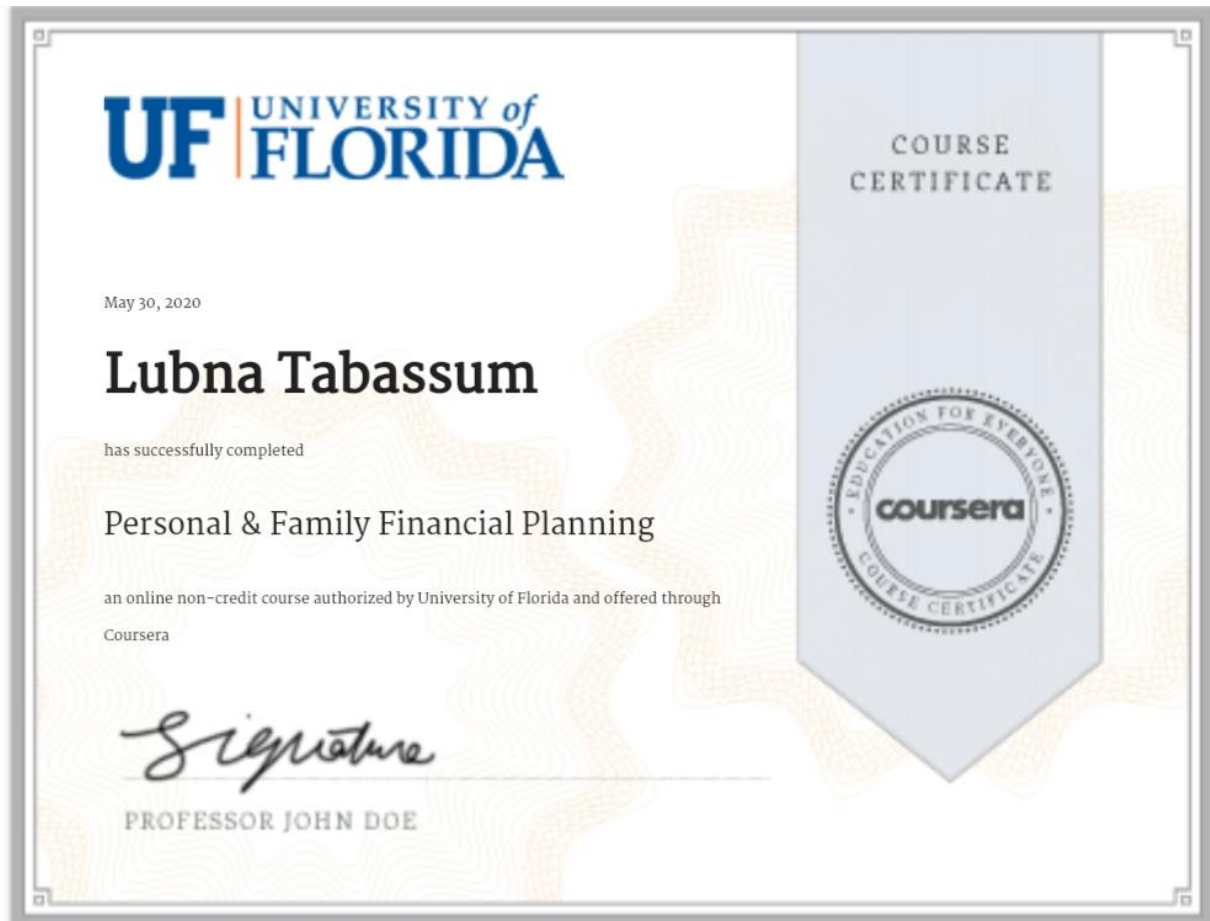 UF UNIVERSITY of
FLORIDA
COURSE
CERTIFICATE
May 30, 2020
Lubna Tabassum
has successfully completed
Personal & Family Financial Planning
an online non-credit course authorized by University of Florida and offered through
Coursera
EDUCATION FOR EVERYONE
coursera
COURSE CERTIFICATE
Signature
PROFESSOR JOHN DOE